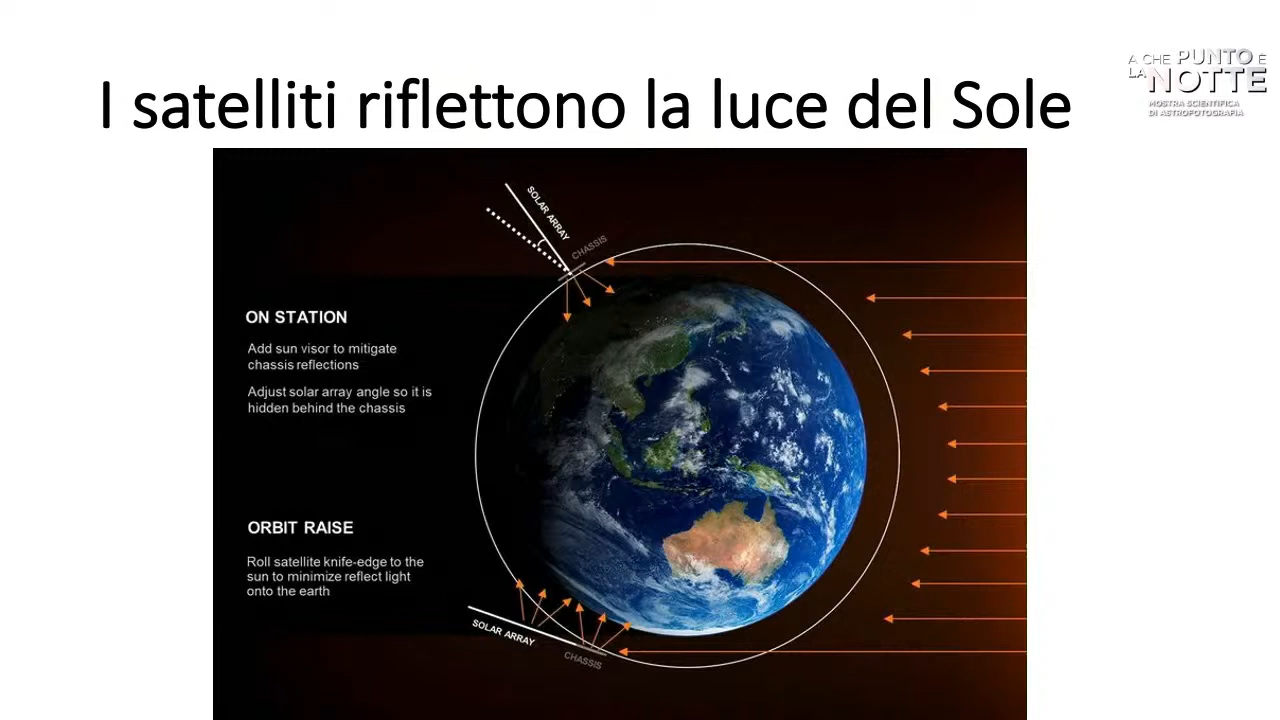 I satelliti riflettono la luce del Sole
A CHE PUNTO È
LA NOTTE
MOSTRA SCIENTIFICA
DI ASTROFOTOGRAFIA
SOLAR ARRAY
CHASSIS
ON STATION
Add sun visor to mitigate
chassis reflections
Adjust solar array angle so it is
hidden behind the chassis
ORBIT RAISE
Roll satellite knife-edge to the
sun to minimize reflect light
onto the earth
SOLAR ARRAY
CHASSIS